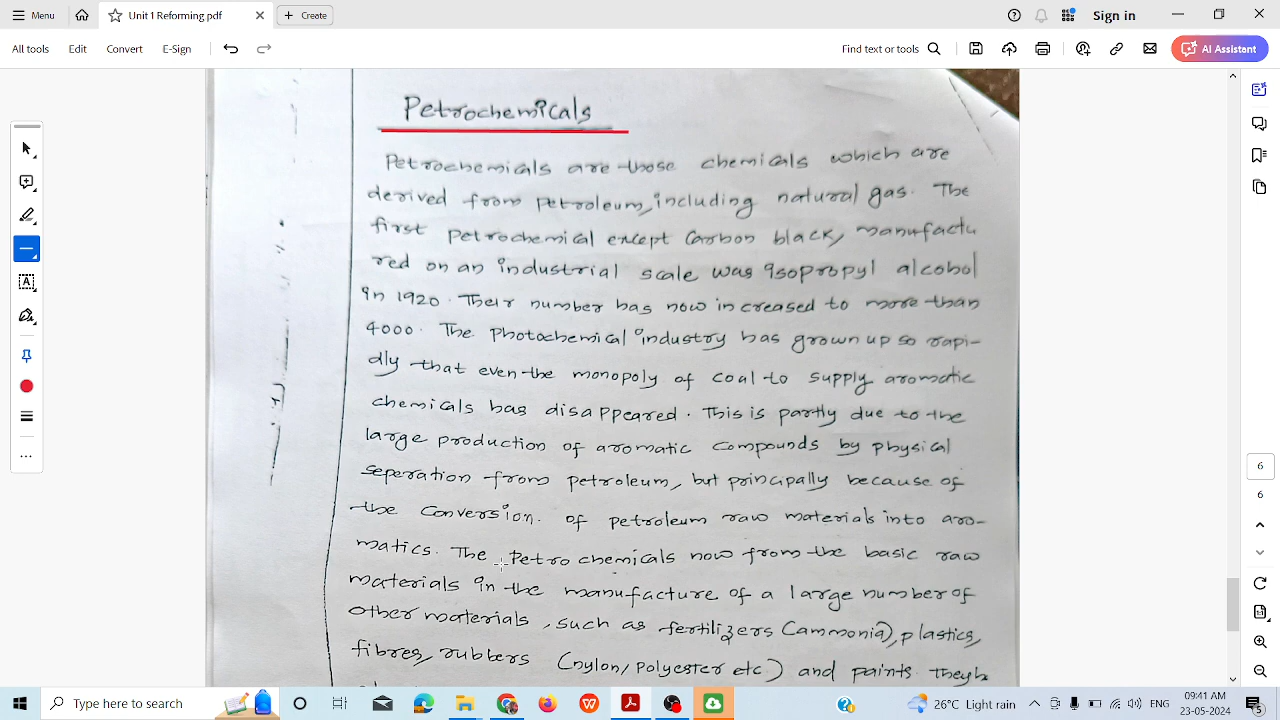 Menu
Unit 1 Reforming.pdf
Create
Sign in
All tools
Edit
Convert
E-Sign
Find text or tools
AI Assistant
Petrochemicals
Petrochemicals are those chemicals which are
derived from petroleum, including natural gas. The
first petrochemical except Carbon black, manufactu
red on an industrial scale was isopropyl alcohol
in 1920. Their number has now increased to more than
4000. The Photochemical industry has grown up so rapi-
dly that even the monopoly of coal to supply aromatic
chemicals has disappeared. This is partly due to the
large production of aromatic compounds by physical
seperation from petroleum, but principally because of
the conversion. of petroleum raw materials into aro-
matics. The Petrochemicals now from the basic raw
materials in the manufacture of a large number of
other materials, such as fertilizers (ammonia), plastics,
fibres, rubbers (nylon/polyester etc.) and paints. They
6
6
Type here to search
26°C Light rain
ENG
09:41 AM
23-05-2024
5